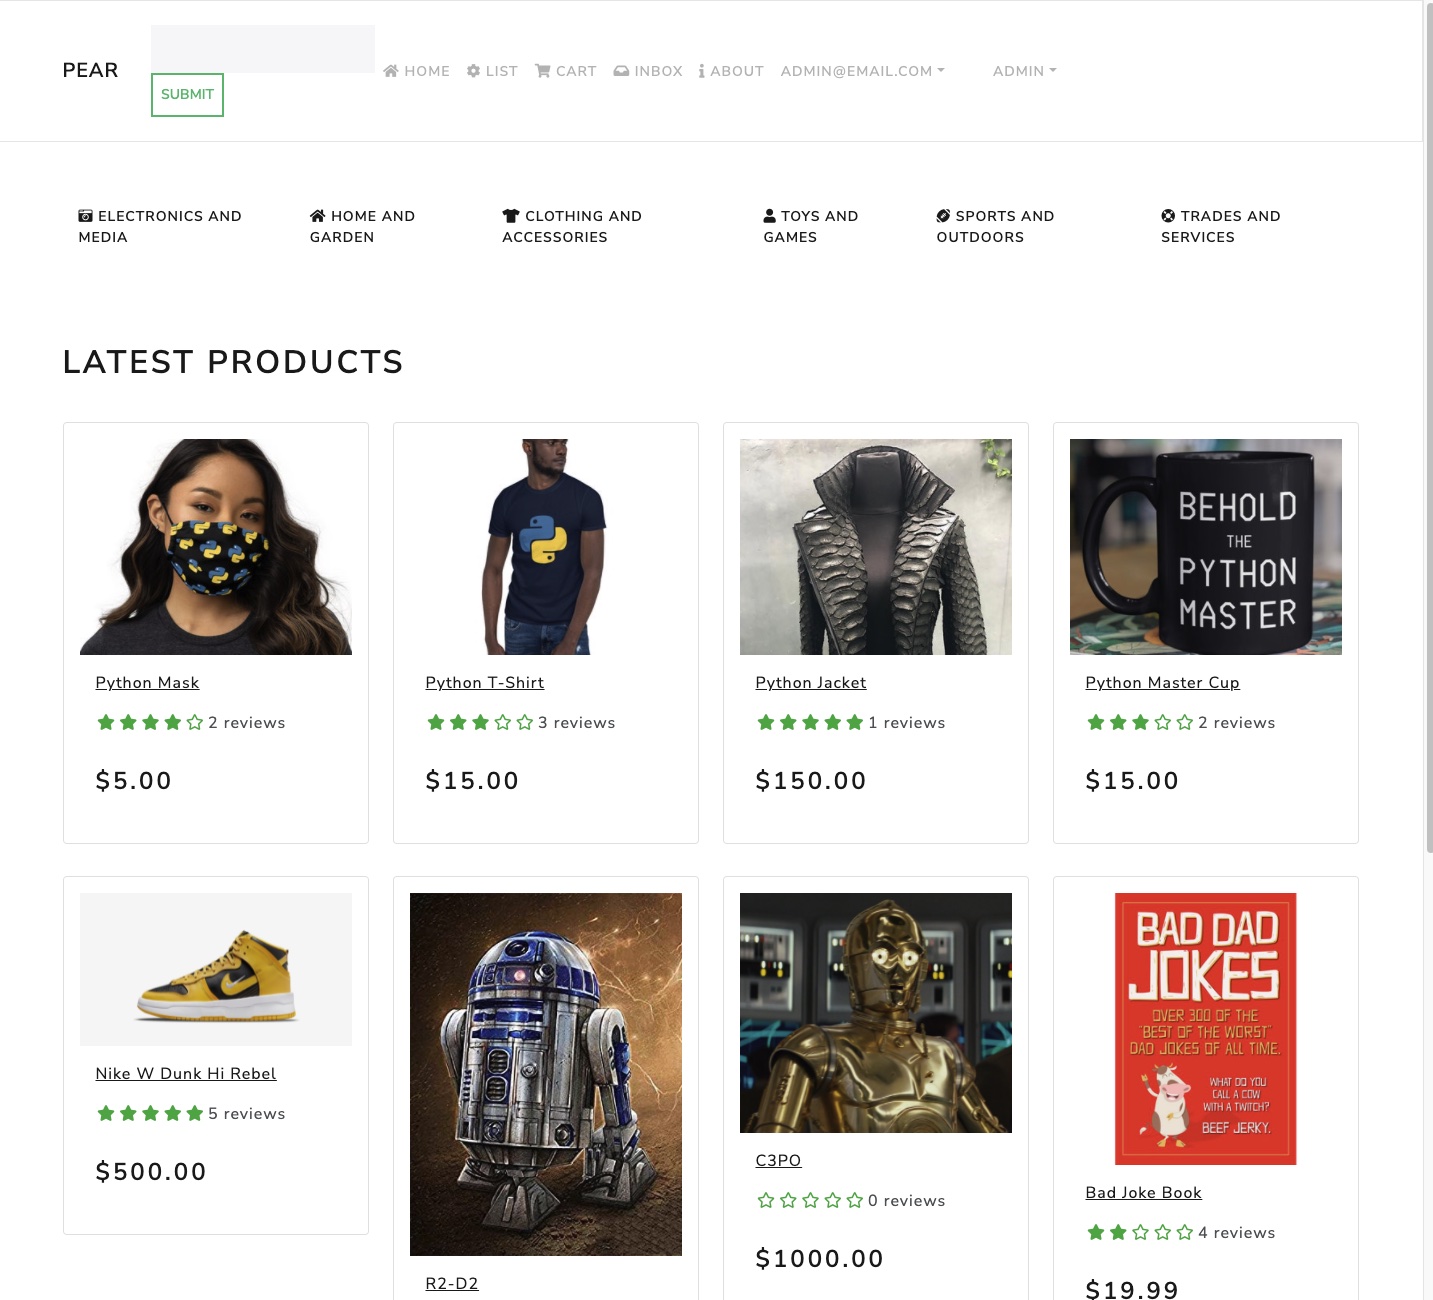 PEAR
SUBMIT
HOME LIST CART INBOX ABOUT ADMIN@EMAIL.COM ADMIN
ELECTRONICS AND
MEDIA
HOME AND
GARDEN
CLOTHING AND
ACCESSORIES
TOYS AND
GAMES
SPORTS AND
OUTDOORS
TRADES AND
SERVICES
LATEST PRODUCTS
Python Mask
2 reviews
$5.00
Python T-Shirt
3 reviews
$15.00
Python Jacket
1 reviews
$150.00
BEHOLD
THE
PYTHON
MASTER
Python Master Cup
2 reviews
$15.00
Nike W Dunk Hi Rebel
5 reviews
$500.00
R2-D2
C3PO
0 reviews
$1000.00
BAD DAD
JOKES
OVER 300 OF THE
"BEST OF THE WORST"
DAD JOKES OF ALL TIME.
WHAT DO YOU
CALL A COW
WITH A TWITCH?
BEEF JERKY.
Bad Joke Book
4 reviews
$19.99